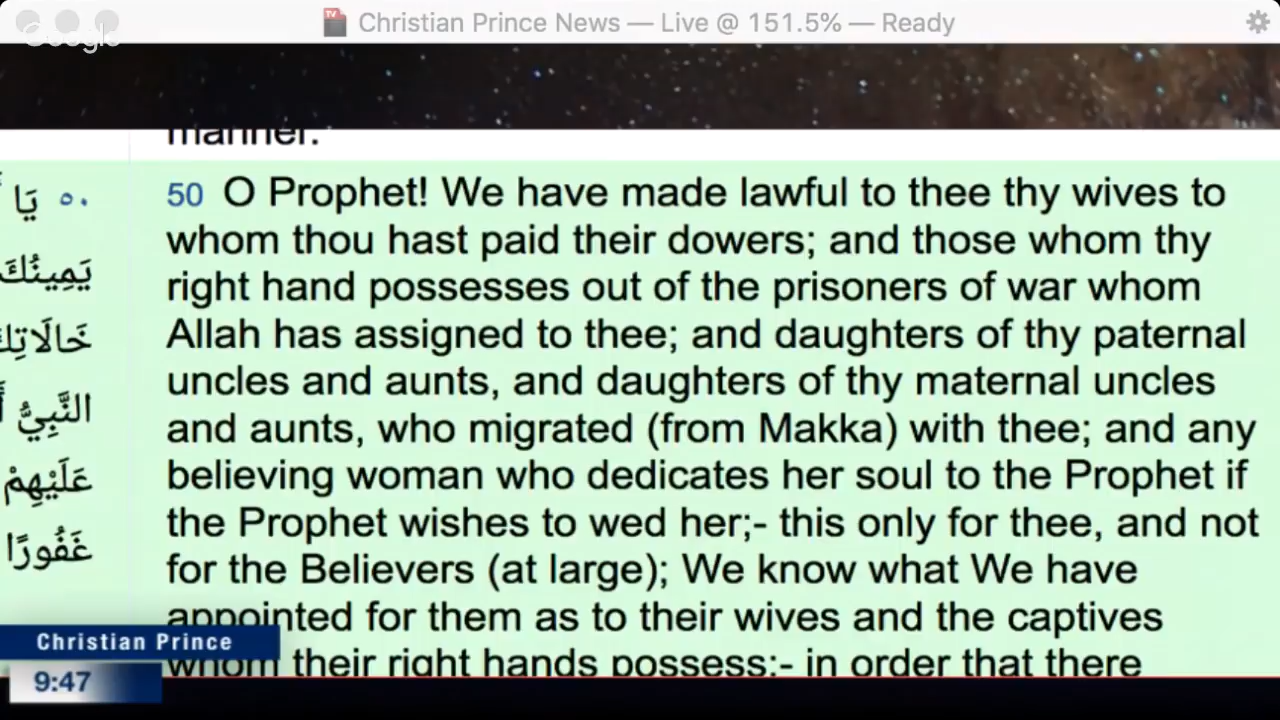 Christian Prince News — Live @ 151.5% — Ready
Google
manner.
50 O Prophet! We have made lawful to thee thy wives to
whom thou hast paid their dowers; and those whom thy
right hand possesses out of the prisoners of war whom
Allah has assigned to thee; and daughters of thy paternal
uncles and aunts, and daughters of thy maternal uncles
and aunts, who migrated (from Makka) with thee; and any
believing woman who dedicates her soul to the Prophet if
the Prophet wishes to wed her;- this only for thee, and not
for the Believers (at large); We know what We have
appointed for them as to their wives and the captives
whom their right hands possess;- in order that there
٥٠ يَا
يَمِينُكَ
خَالَاتِكَ
النَّبِيُّ
عَلَيْهِمْ
غَفُورًا
Christian Prince
9:47